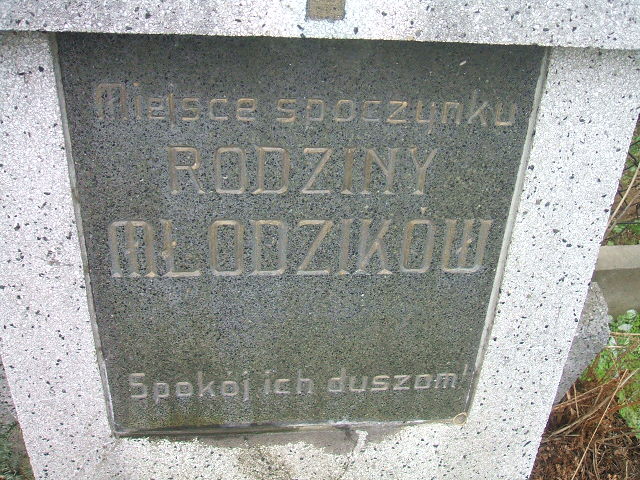 Miejsce spoczynku
RODZINY
MŁODZIKÓW
Spokój ich duszom!